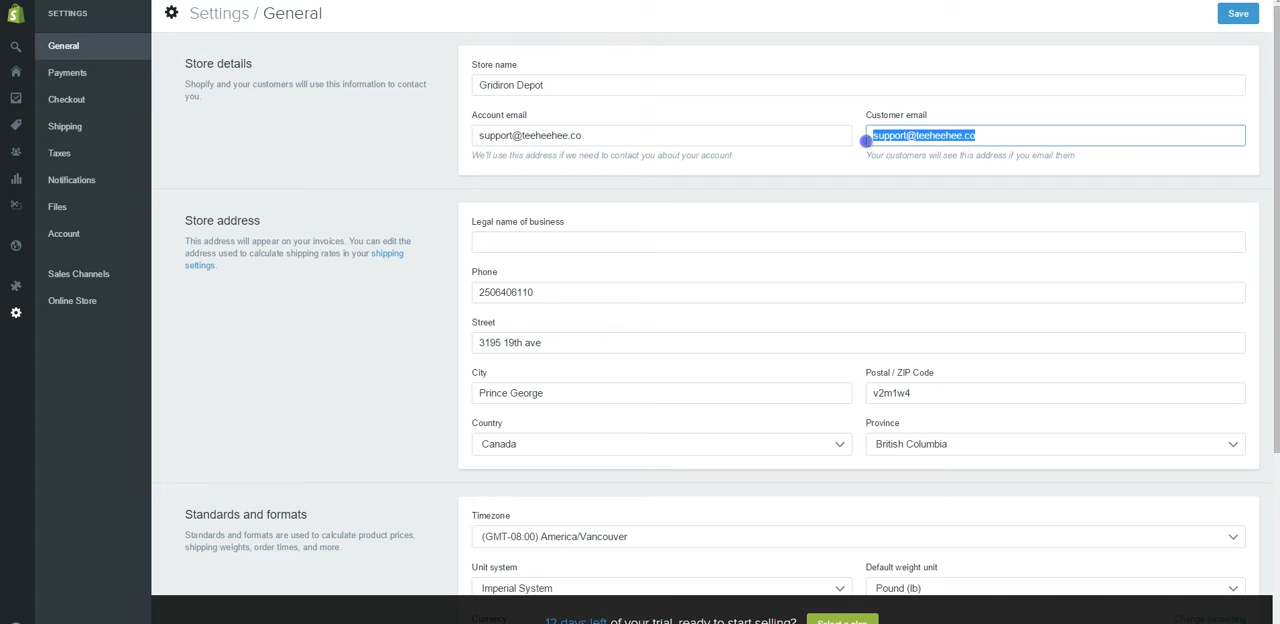 SETTINGS
General
Payments
Checkout
Shipping
Taxes
Notifications
Files
Account
Sales Channels
Online Store
Settings / General
Save
Store details
Shopify and your customers will use this information to contact
you.
Store name
Gridiron Depot
Account email
support@teeheehee.co
We'll use this address if we need to contact you about your account
Customer email
support@teeheehee.co
Your customers will see this address if you email them
Store address
This address will appear on your invoices. You can edit the
address used to calculate shipping rates in your shipping
settings.
Legal name of business
Phone
2506406110
Street
3195 19th ave
City
Prince George
Postal / ZIP Code
v2m1w4
Country
Canada
Province
British Columbia
Standards and formats
Standards and formats are used to calculate product prices,
shipping weights, order times, and more.
Timezone
(GMT-08:00) America/Vancouver
Unit system
Imperial System
Default weight unit
Pound (lb)
Currency
Change formatting
12 days left of your trial, ready to start selling?
Select a plan